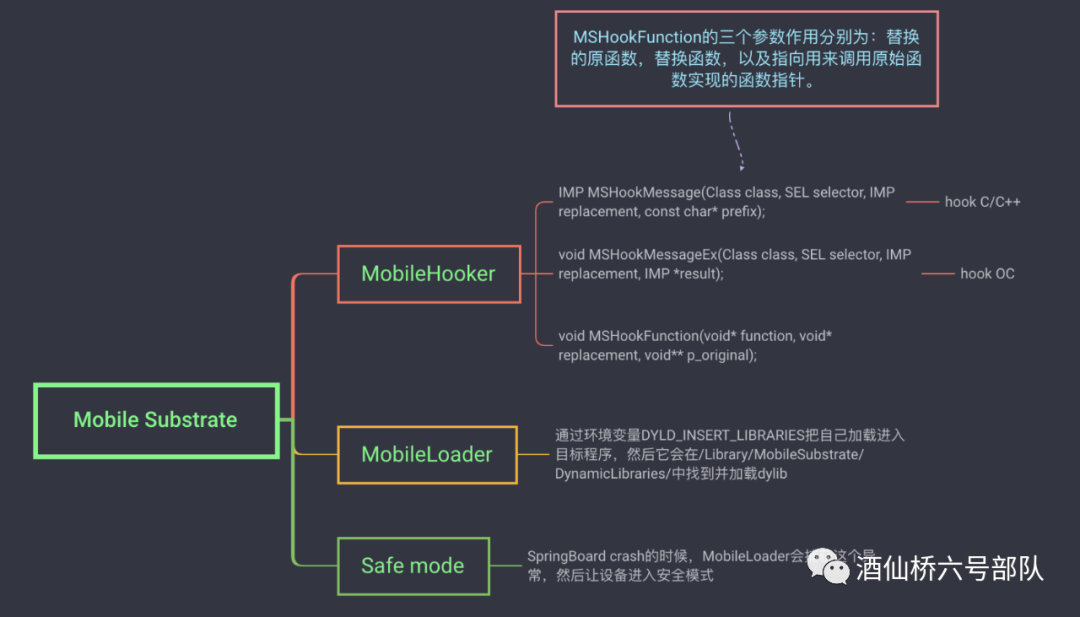 MSHookFunction的三个参数作用分别为：替换
的原函数，替换函数，以及指向用来调用原始函
数实现的函数指针。
IMP MSHookMessage(Class class, SEL selector, IMP
replacement, const char* prefix);
hook C/C++
MobileHooker
void MSHookMessageEx(Class class, SEL selector, IMP
replacement, IMP *result);
hook OC
void MSHookFunction(void* function, void*
replacement, void** p_original);
Mobile Substrate
MobileLoader
通过环境变量DYLD_INSERT_LIBRARIES把自己加载进入
目标程序，然后它会在/Library/MobileSubstrate/
DynamicLibraries/中找到并加载dylib
Safe mode
SpringBoard crash的时候，MobileLoader会 这个
常，然后让设备进入安全模式
酒仙桥六号部队